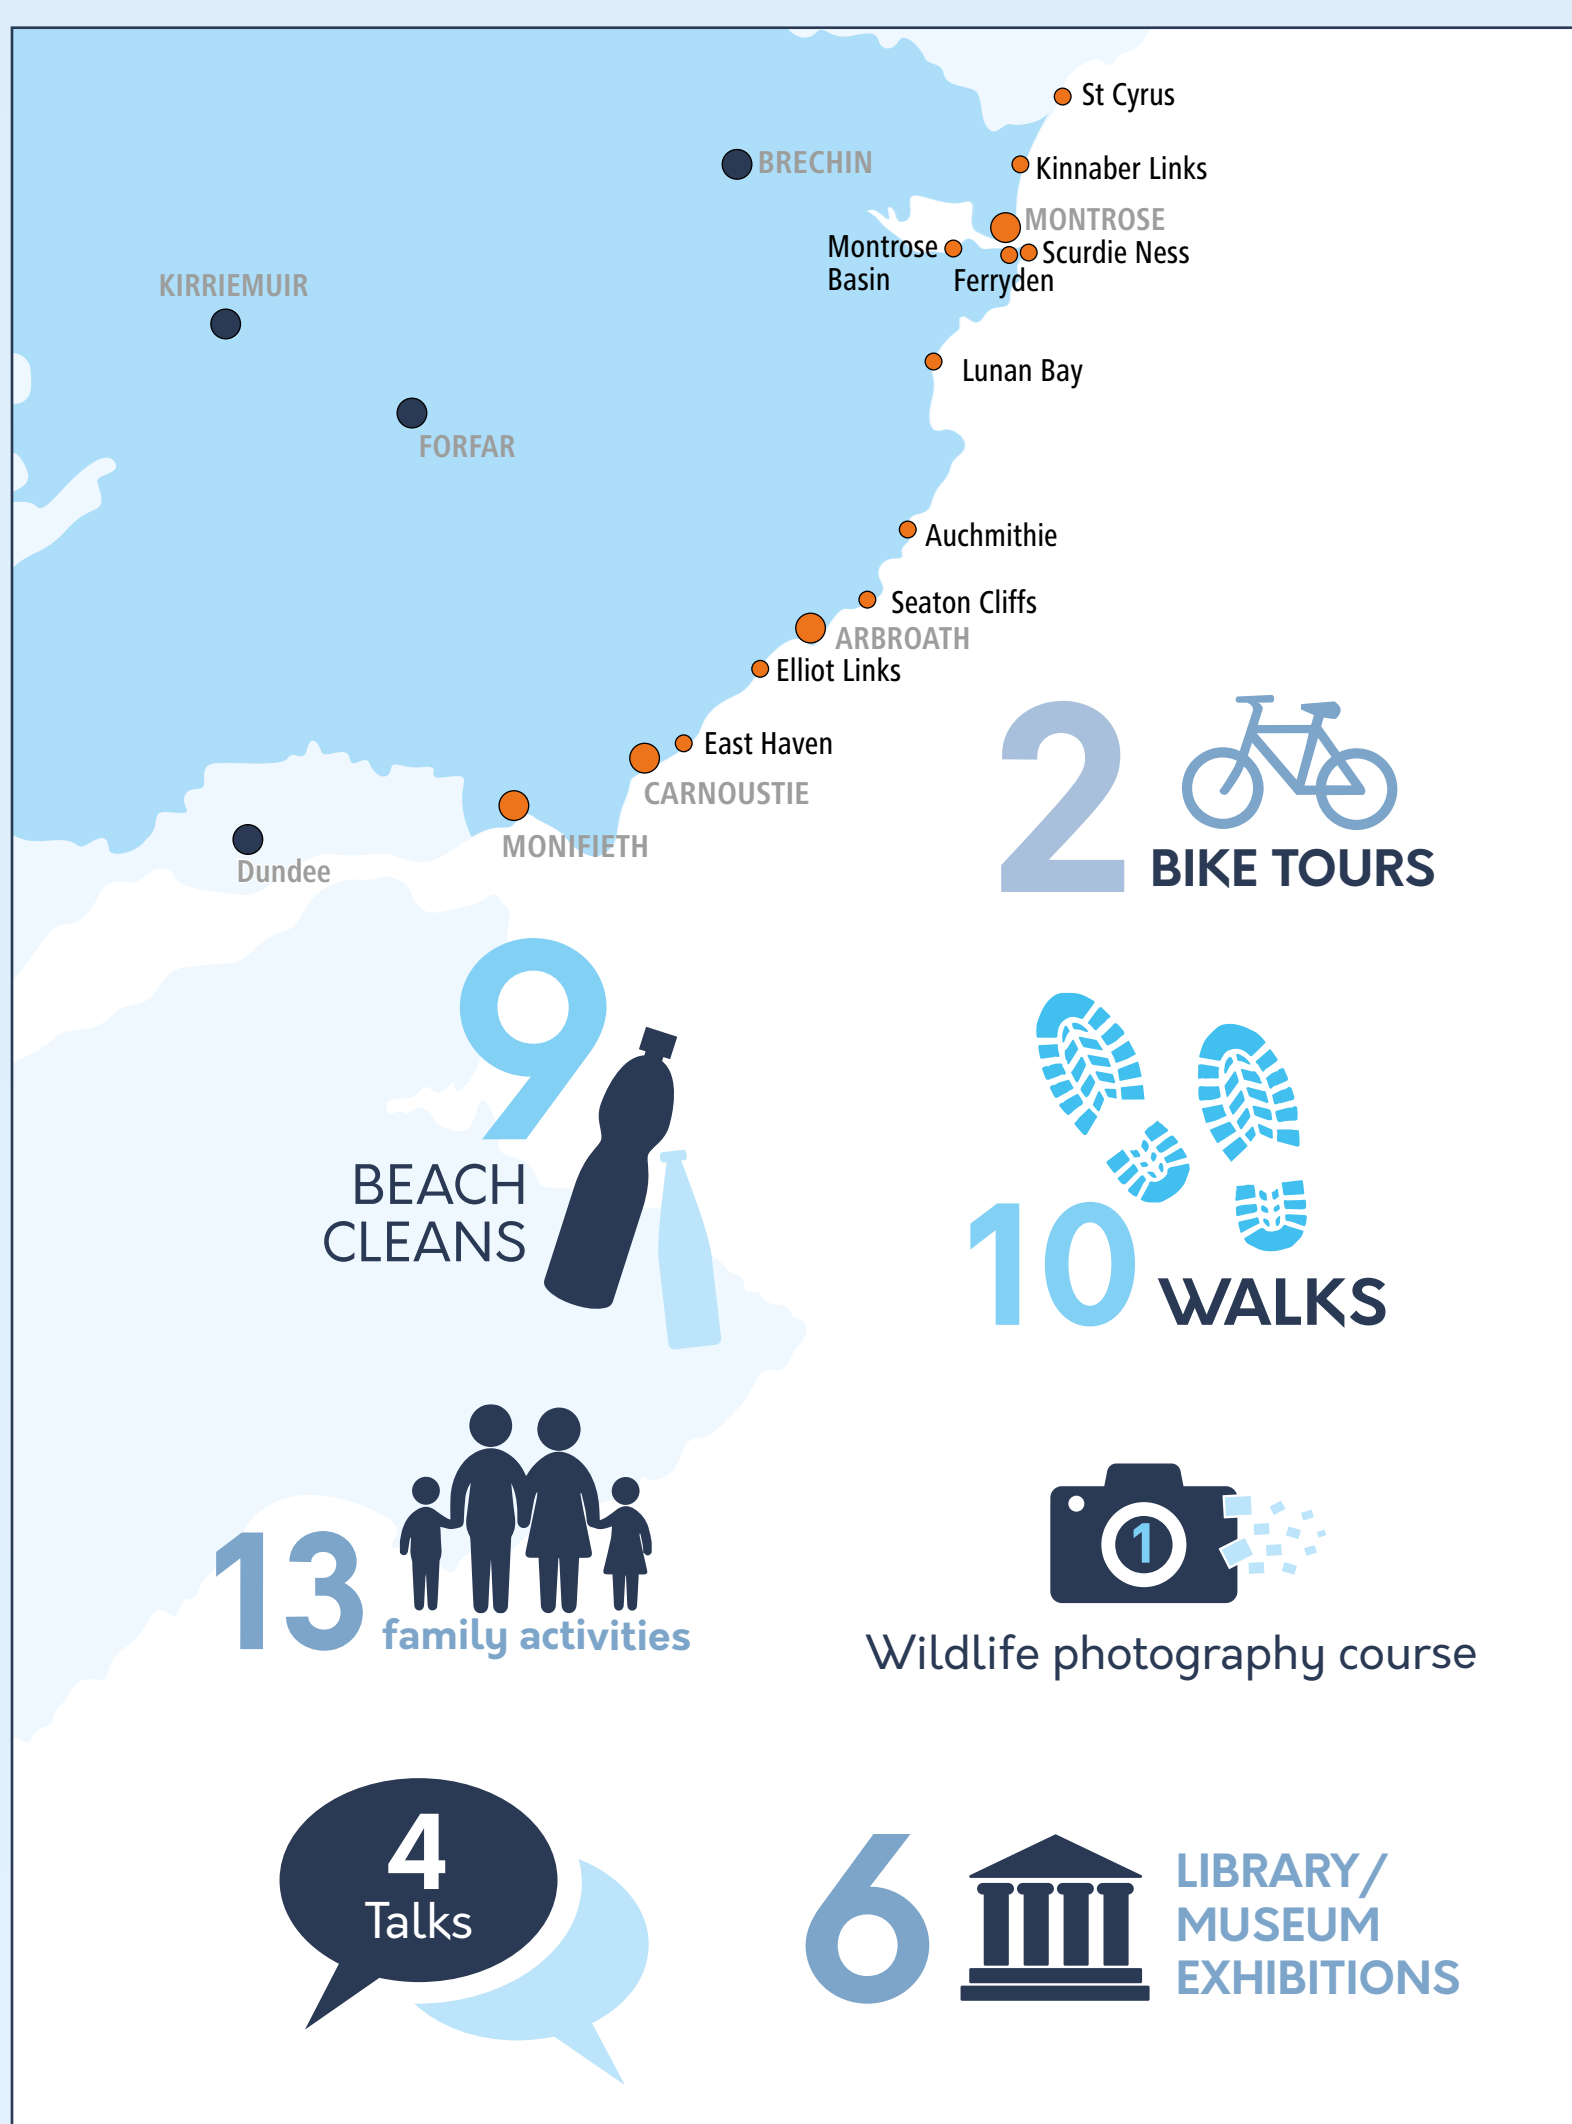 St Cyrus
BRECHIN
Kinnaber Links
MONTROSE
Montrose
Basin
Scurdie Ness
Ferryden
KIRRIEMUIR
Lunan Bay
FORFAR
Auchmithie
Seaton Cliffs
ARBROATH
Elliot Links
East Haven
CARNOUSTIE
MONIFIETH
Dundee
2
BIKE TOURS
9
BEACH
CLEANS
10 WALKS
13
family activities
1
Wildlife photography course
4
Talks
6
LIBRARY/
MUSEUM
EXHIBITIONS